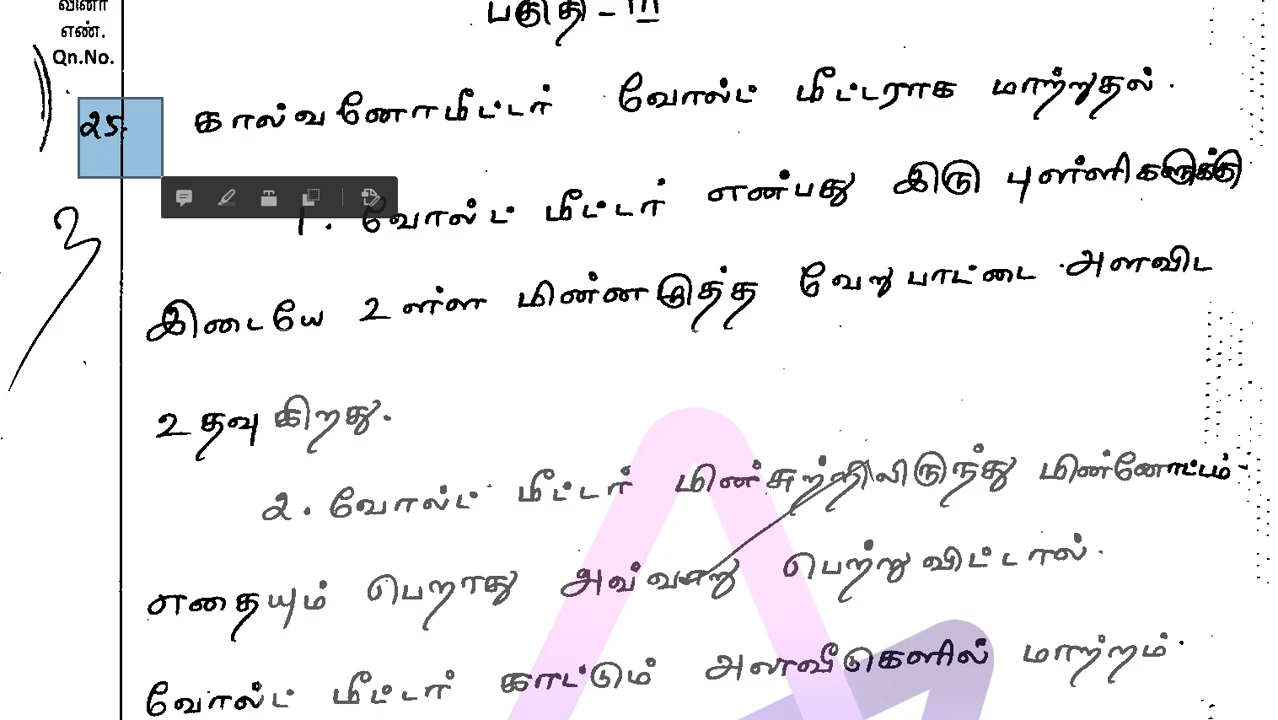 வினா
எண்.
Qn.No.
பகுதி - III
25. கால்வனோமீட்டர் வோல்ட் மீட்டராக மாற்றுதல்.
1. வோல்ட் மீட்டர் என்பது இரு புள்ளிகளுக்கு
இடையே உள்ள மின்னழுத்த வேறுபாட்டை அளவிட
உதவுகிறது.
2. வோல்ட் மீட்டர் மின்சுற்றிலிருந்து மின்னோட்டம்
எதையும் பெறாது அவ்வாறு பெற்றுவிட்டால்
வோல்ட் மீட்டர் காட்டும் அளவீடுகளில் மாற்றம்
3